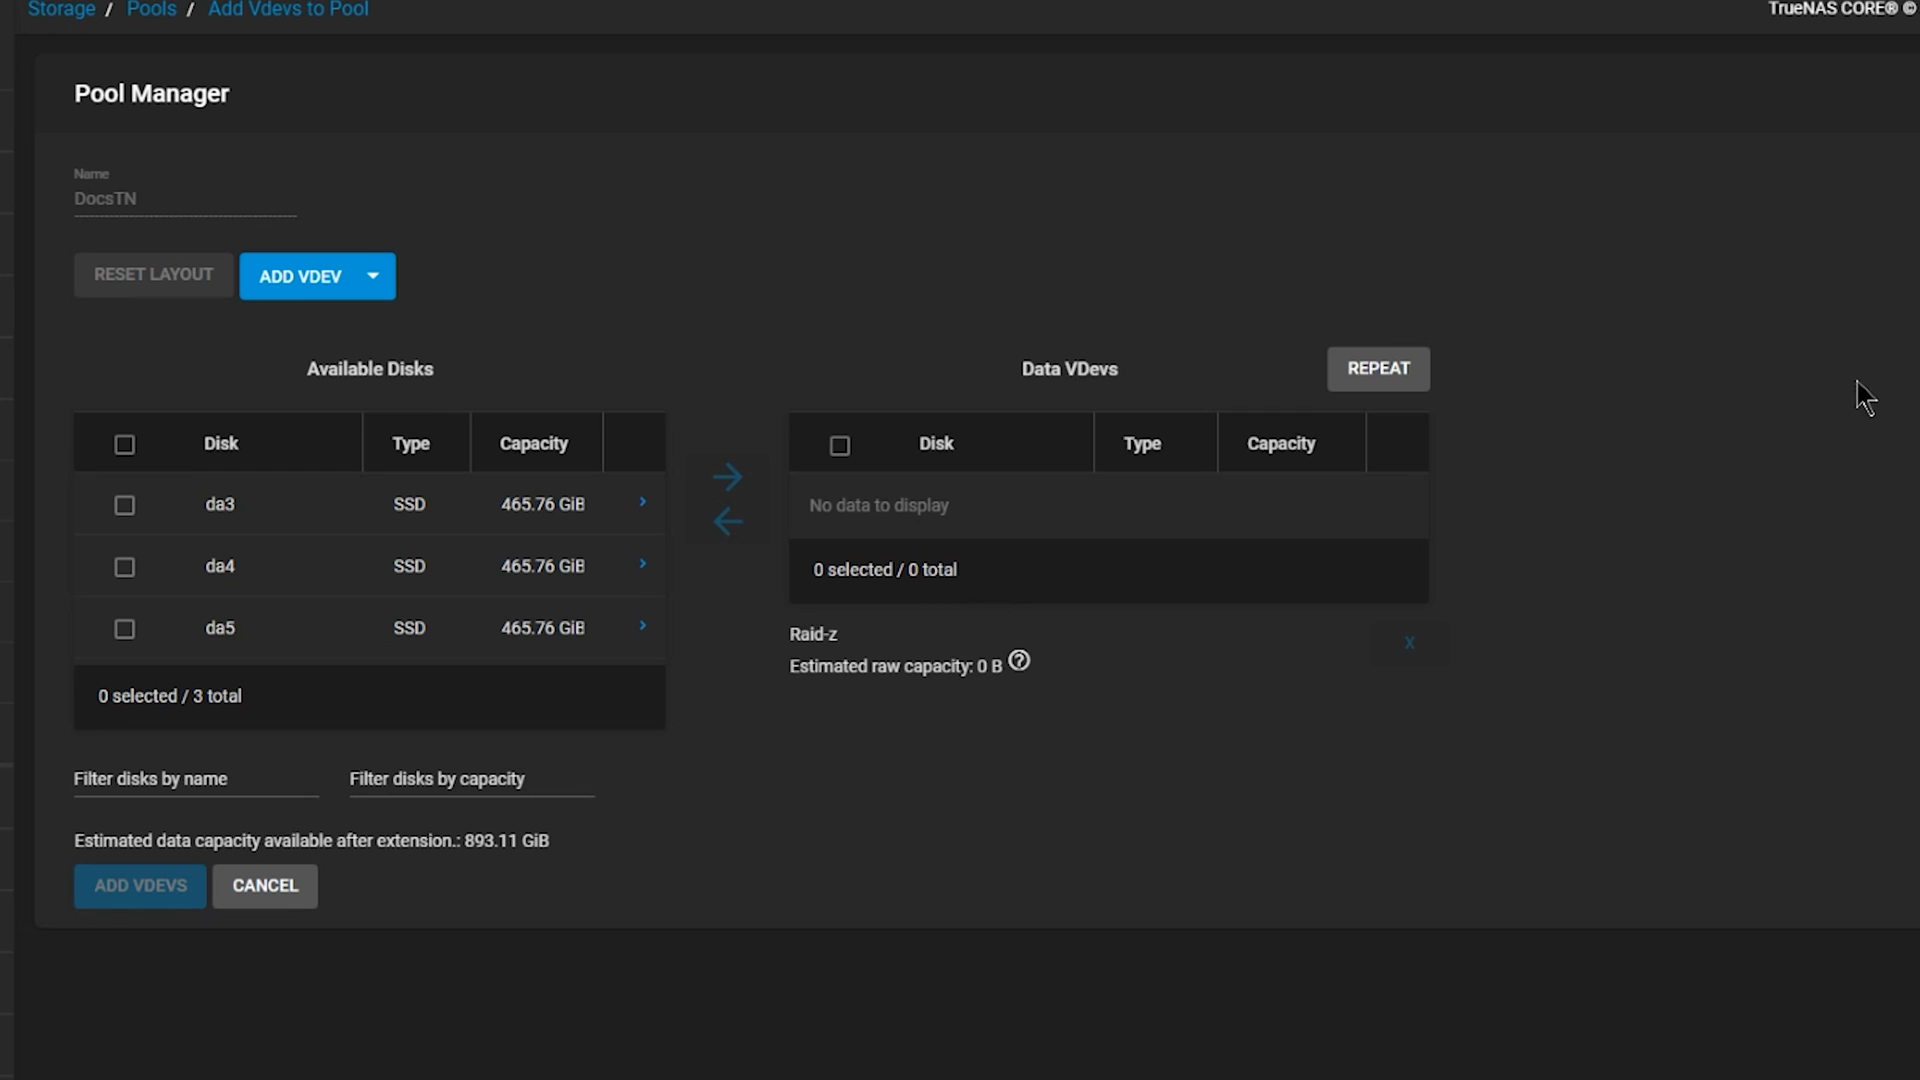 Storage / Pools / Add Vdevs to Pool
TrueNAS CORE® ©
Pool Manager
Name
DocsTN
RESET LAYOUT
ADD VDEV
Available Disks
Disk Type Capacity
da3 SSD 465.76 GiB
da4 SSD 465.76 GiB
da5 SSD 465.76 GiB
0 selected / 3 total
Filter disks by name
Filter disks by capacity
Data VDevs
REPEAT
Disk Type Capacity
No data to display
0 selected / 0 total
Raid-z
X
Estimated raw capacity: 0 B ?
Estimated data capacity available after extension.: 893.11 GiB
ADD VDEVS
CANCEL